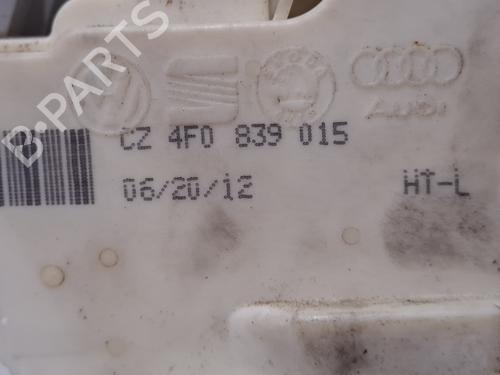 B-PARTS
AUDI
CZ 4F0 839 015
06/20/12
HT-L